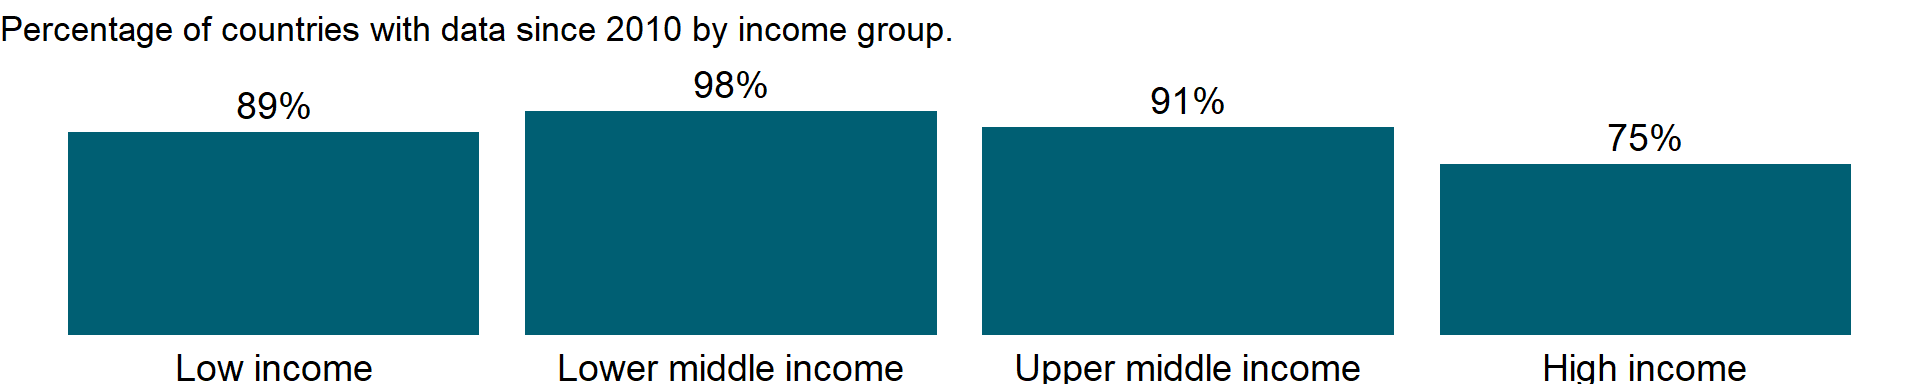 Percentage of countries with data since 2010 by income group.
89%
98%
91%
75%
Low income
Lower middle income
Upper middle income
High income